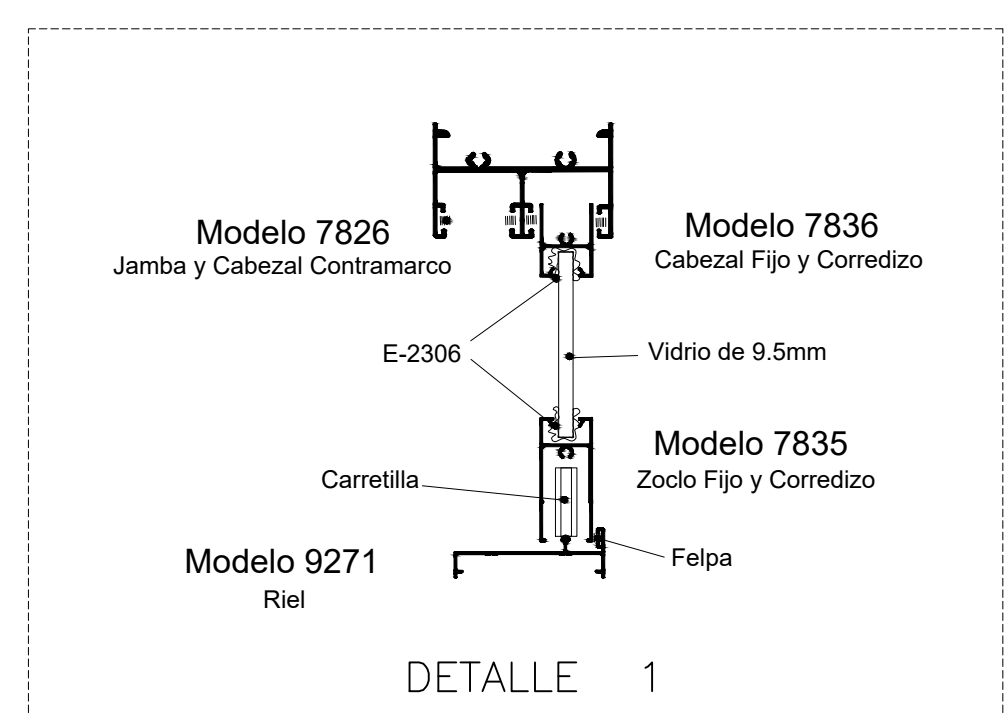 Modelo 7826
Jamba y Cabezal Contramarco
Modelo 7836
Cabezal Fijo y Corredizo
E-2306
Vidrio de 9.5mm
Modelo 7835
Zoclo Fijo y Corredizo
Carretilla
Modelo 9271
Riel
Felpa
DETALLE 1